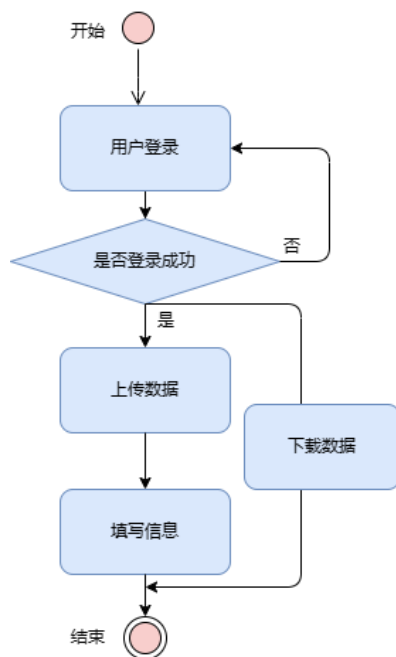 开始
用户登录
是否登录成功
否
是
上传数据
下载数据
填写信息
结束